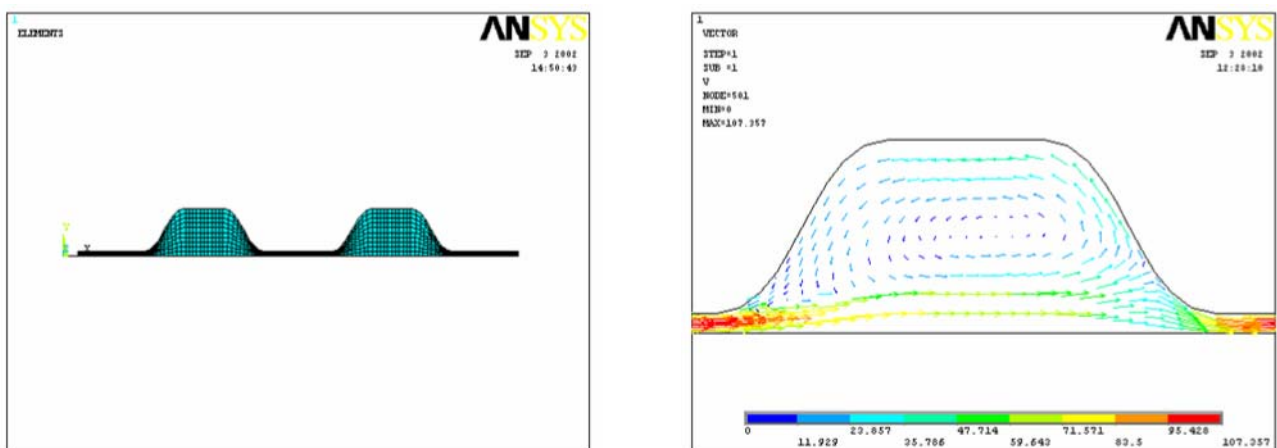 1
ELEMENTS
ANSYS
SEP 3 2002
14:50:43
Y
X
1
VECTOR
STEP=1
SUB =1
V
NODE=501
MIN=0
MAX=107.357
ANSYS
SEP 3 2002
12:20:10
0 23.857 47.714 71.571 95.428
11.929 35.786 59.643 83.5 107.357